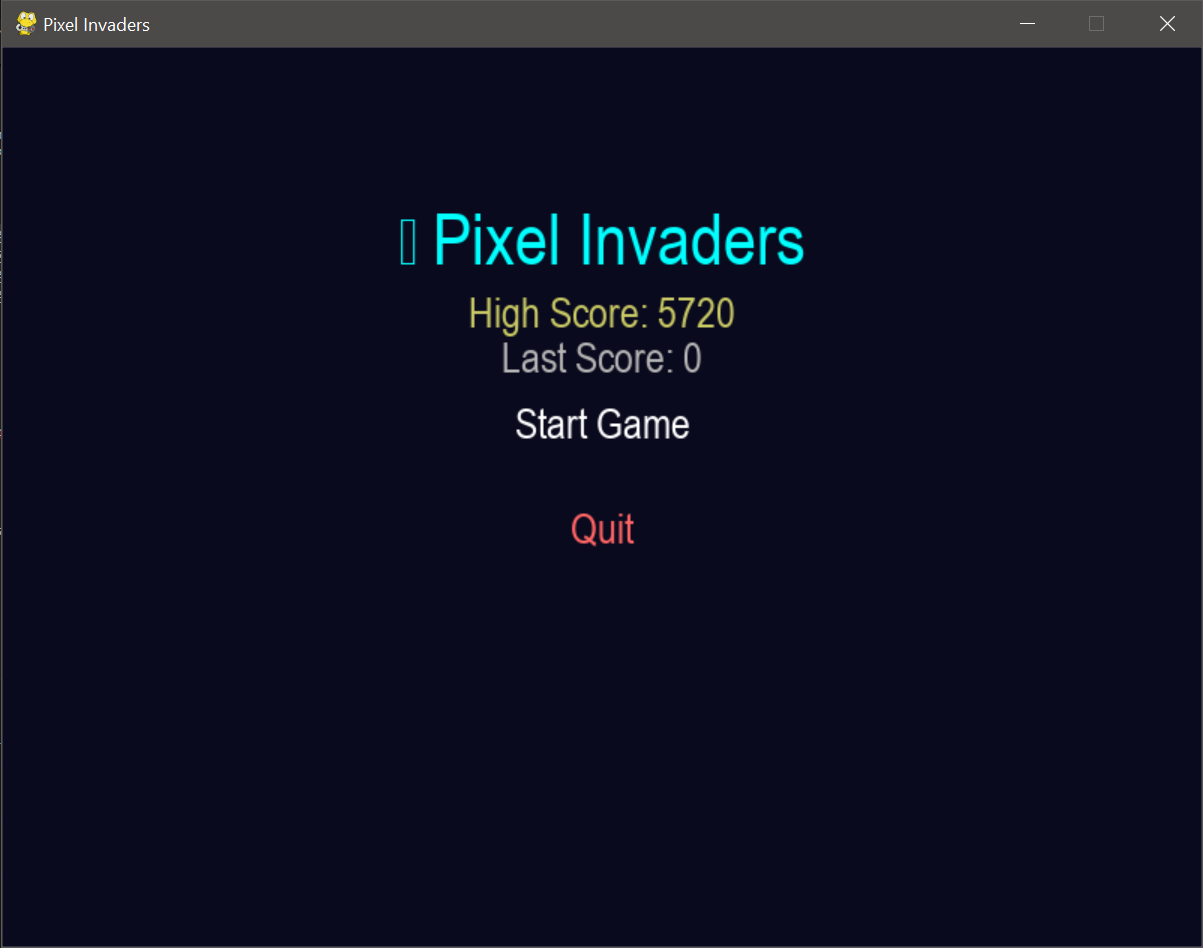 Pixel Invaders
Pixel Invaders
High Score: 5720
Last Score: 0
Start Game
Quit